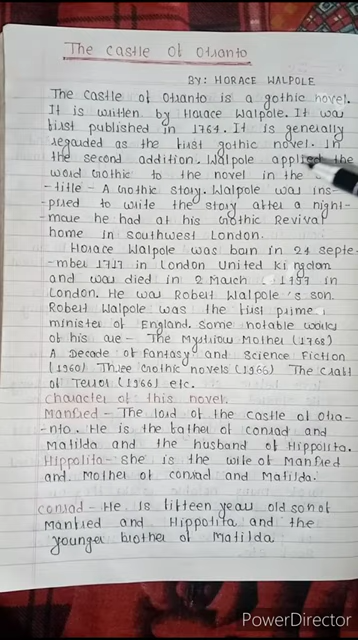 The Castle of Otranto
BY: HORACE WALPOLE
The Castle of Otranto is a gothic novel.
It is written by Horace Walpole. It was
first published in 1764. It is generally
regarded as the first gothic novel. In
the second addition. Walpole applied the
word Gothic to the novel in the
-title - A Gothic story. Walpole was ins-
-pired to write the story after a night-
-mare he had at his Gothic Revival
home in southwest London.
Horace Walpole was born in 24 septe-
-mber 1717 in London United Kingdom
and was died in 2 March 1797 in
London. He was Robert Walpole's son.
Robert Walpole was the first prime
minister of England. Some notable works
of his are - The Mystriow Mother (1768)
A Decade of Fantasy and Science Fiction
(1960) Three Gothic novels (1966) The Craft
of Terror (1966) etc.
Character of this novel.
Manfred - The lord of the castle of Otra-
-nto. He is the father of conrad and
Matilda and the husband of Hippolita.
Hippolita - She is the wife of Manfred
and Mother of conrad and Matilda.
conrad - He is fifteen year old son of
Manfred and Hippolita and the
younger brother of Matilda
PowerDirector